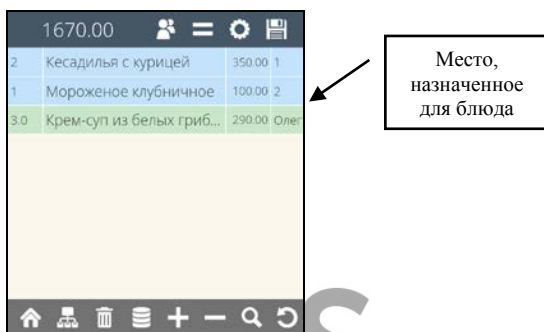 1670.00
2 Кесадилья с курицей 350.00 1
1 Мороженое клубничное 100.00 2
3.0 Крем-суп из белых гриб... 290.00 Олег
Место,
назначенное
для блюда
S